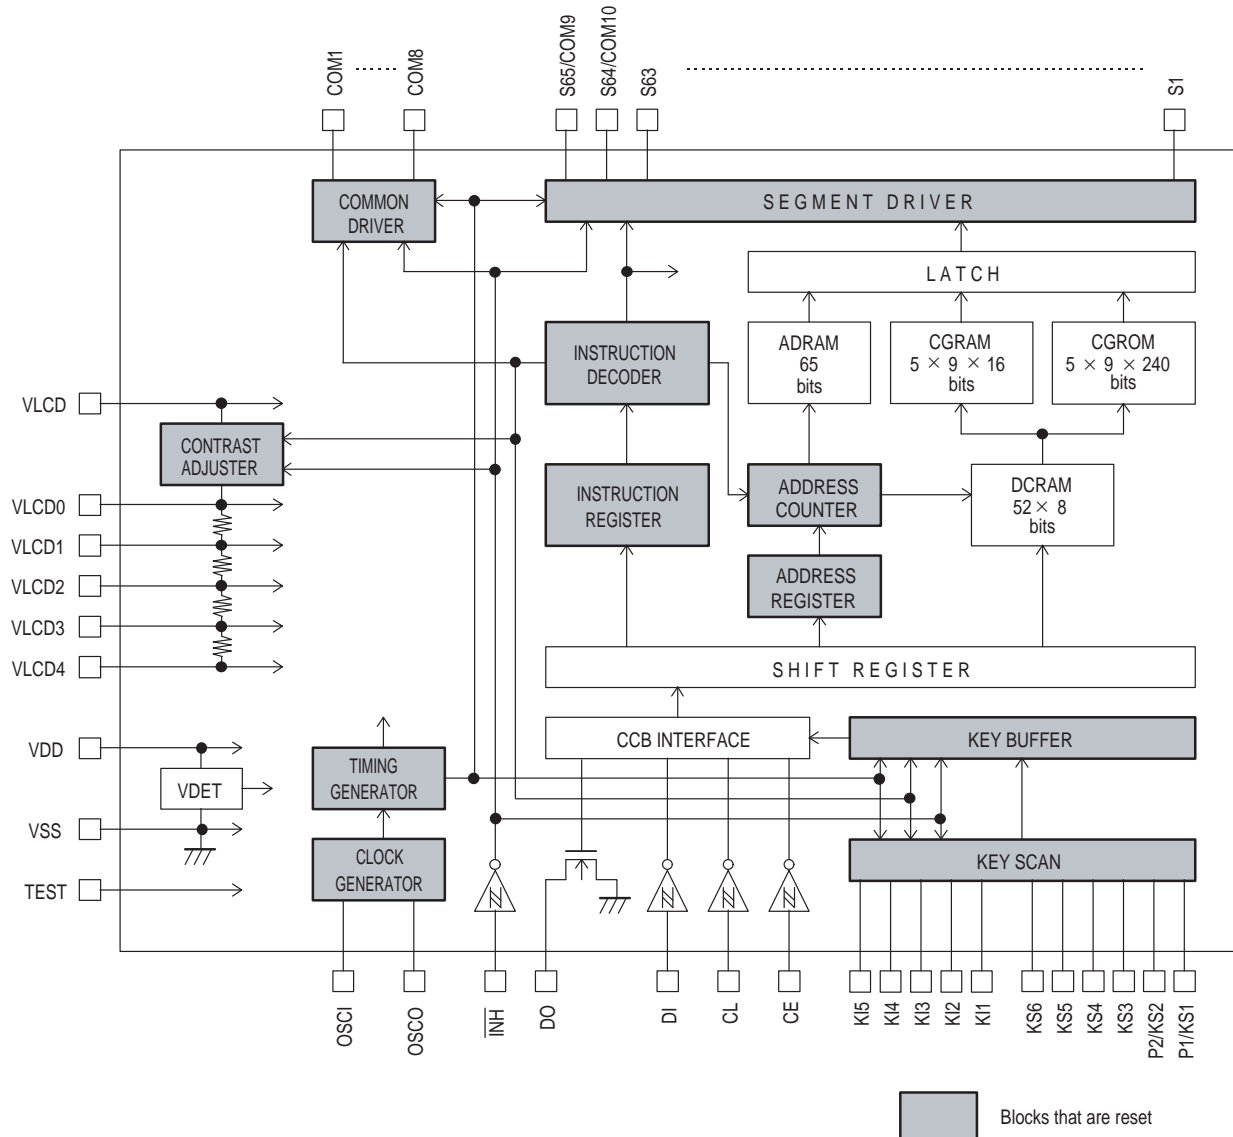 COM1
COM8
S65/COM9
S64/COM10
S63
S1
COMMON
DRIVER
SEGMENT DRIVER
LATCH
INSTRUCTION
DECODER
ADRAM
65
bits
CGRAM
5 × 9 × 16
bits
CGROM
5 × 9 × 240
bits
VLCD
CONTRAST
ADJUSTER
INSTRUCTION
REGISTER
ADDRESS
COUNTER
DCRAM
52 × 8
bits
VLCD0
VLCD1
VLCD2
VLCD3
VLCD4
ADDRESS
REGISTER
SHIFT REGISTER
VDD
VDET
VSS
TEST
TIMING
GENERATOR
CCB INTERFACE
KEY BUFFER
CLOCK
GENERATOR
KEY SCAN
OSCI
OSCO
INH
DO
DI
CL
CE
KI5
KI4
KI3
KI2
KI1
KS6
KS5
KS4
KS3
P2/KS2
P1/KS1
Blocks that are reset